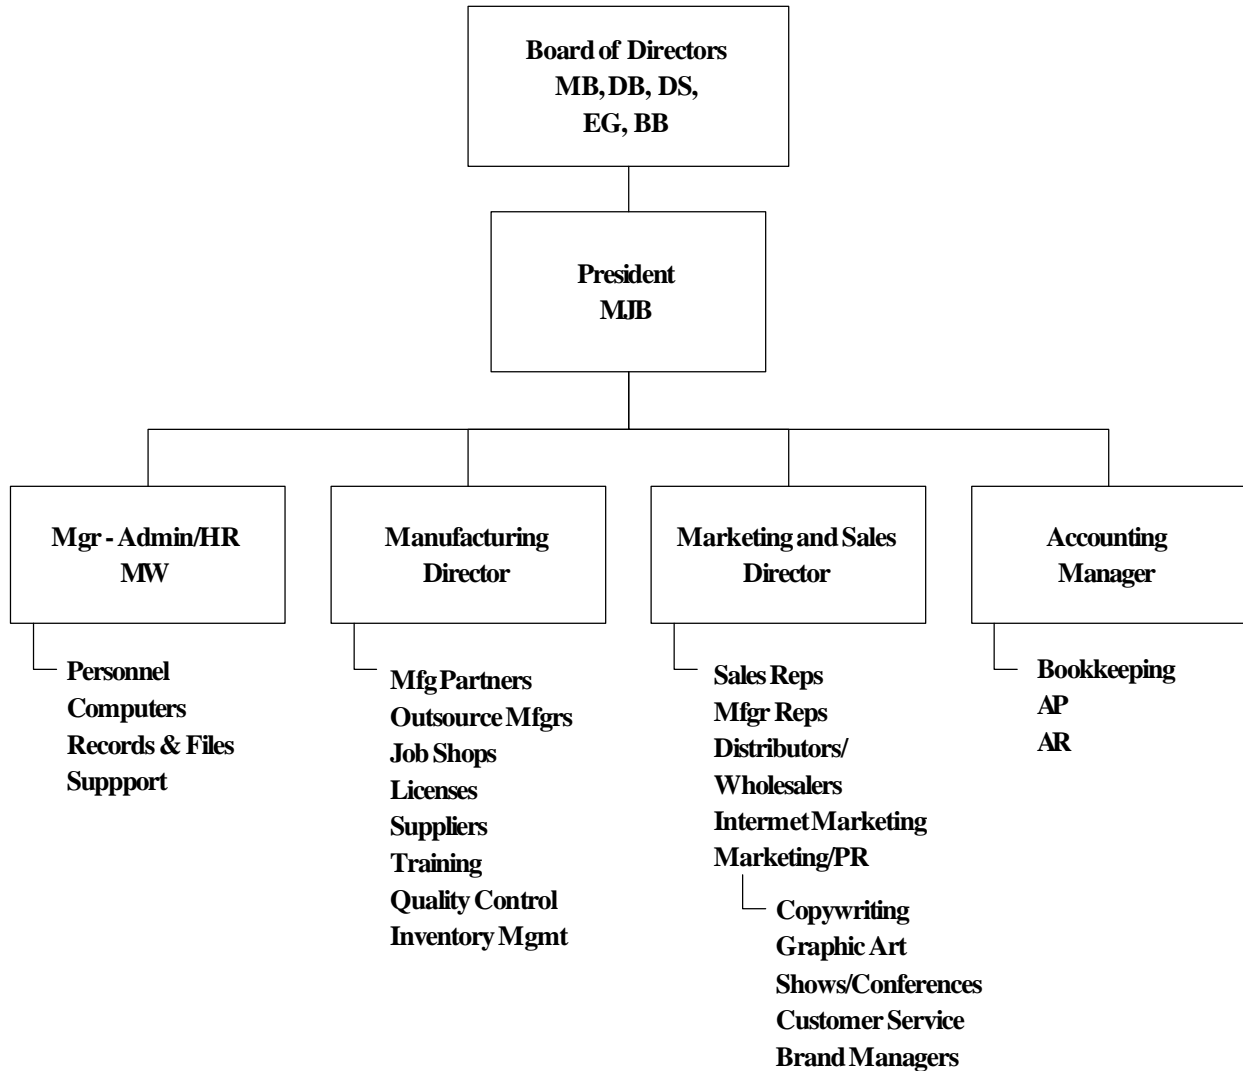 Board of Directors
MB, DB, DS,
EG, BB
President
MJB
Mgr - Admin/HR
MW
Manufacturing
Director
Marketing and Sales
Director
Accounting
Manager
Personnel
Computers
Records & Files
Suppport
Mfg Partners
Outsource Mfgrs
Job Shops
Licenses
Suppliers
Training
Quality Control
Inventory Mgmt
Sales Reps
Mfgr Reps
Distributors/
Wholesalers
Internet Marketing
Marketing/PR
Copywriting
Graphic Art
Shows/Conferences
Customer Service
Brand Managers
Bookkeeping
AP
AR